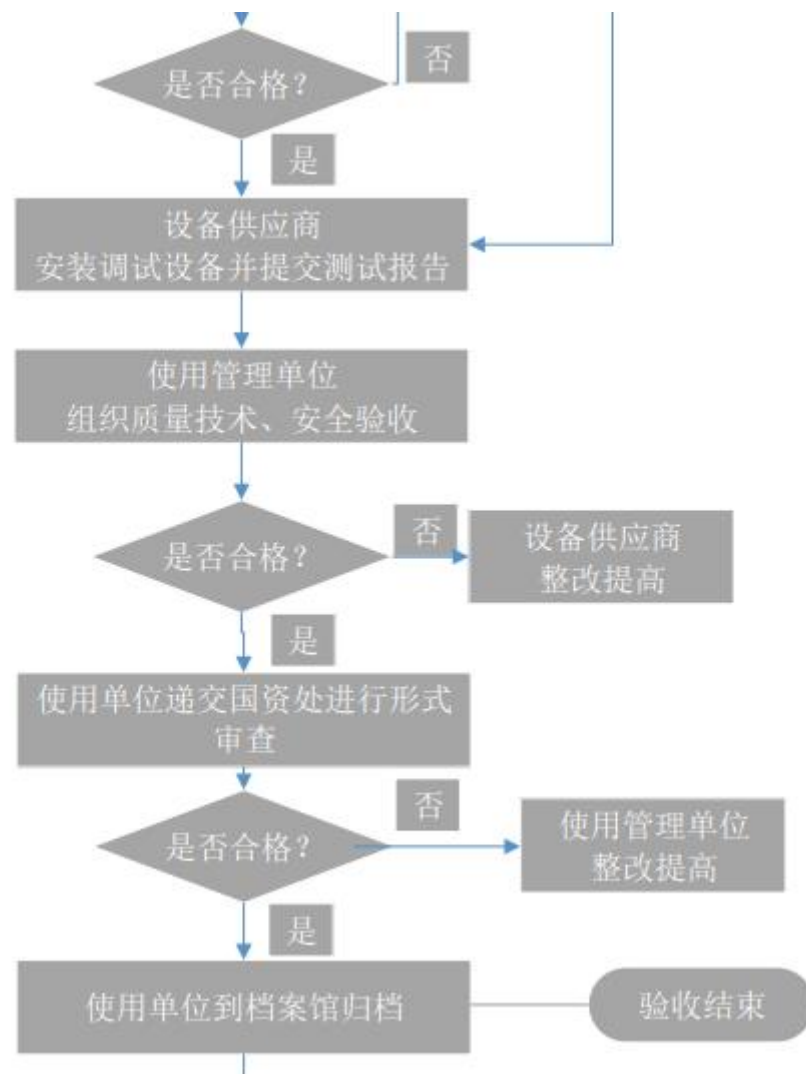 否
是否合格？
是
设备供应商
安装调试设备并提交测试报告
使用管理单位
组织质量技术、安全验收
否
是否合格？
设备供应商
整改提高
是
使用单位递交国资处进行形式
审查
否
是否合格？
使用管理单位
整改提高
是
使用单位到档案馆归档
验收结束